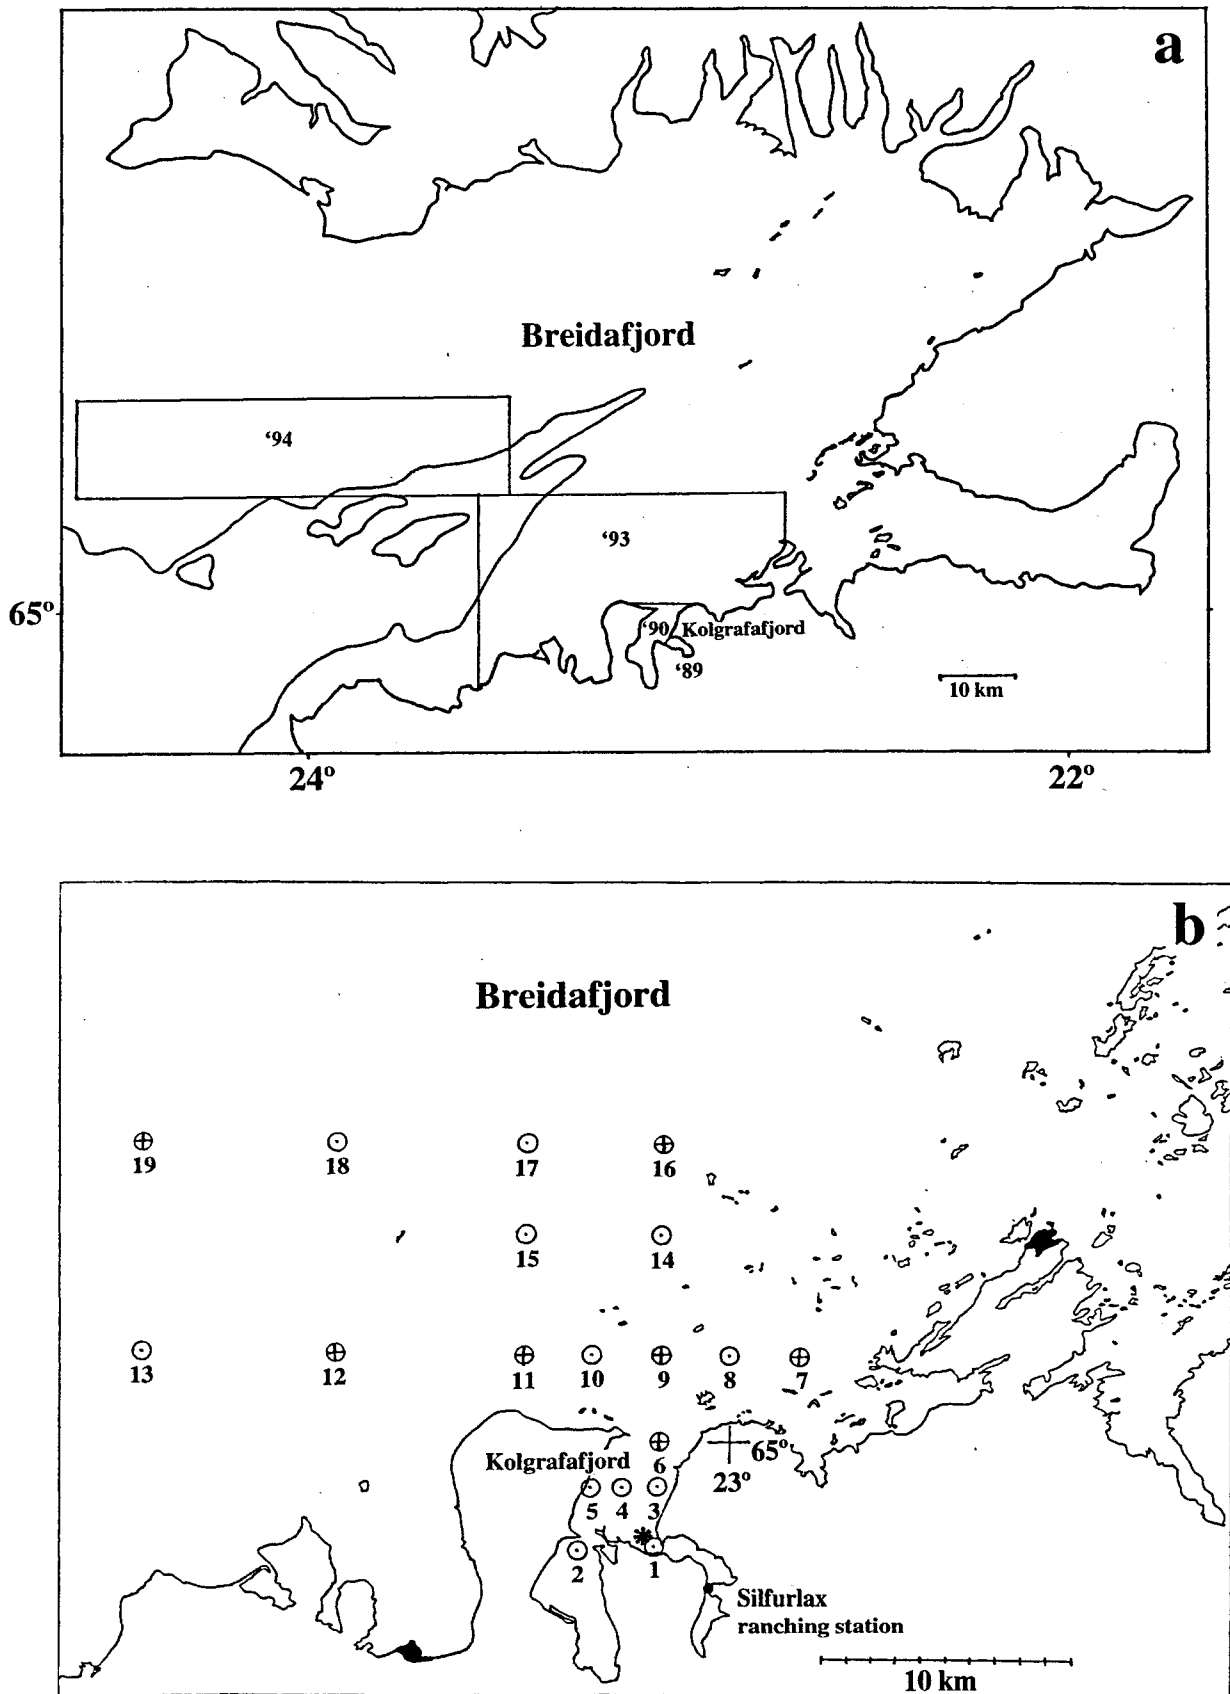 a
Breidafjord
‘94
‘93
65°
‘90 Kolgrafafjord
‘89
10 km
24°
22°
b
Breidafjord
19
18
17
16
15
14
13
12
11
10
9
8
7
6
65°
Kolgrafafjord
23°
5
4
3
2
1
Silfurlax
ranching station
10 km